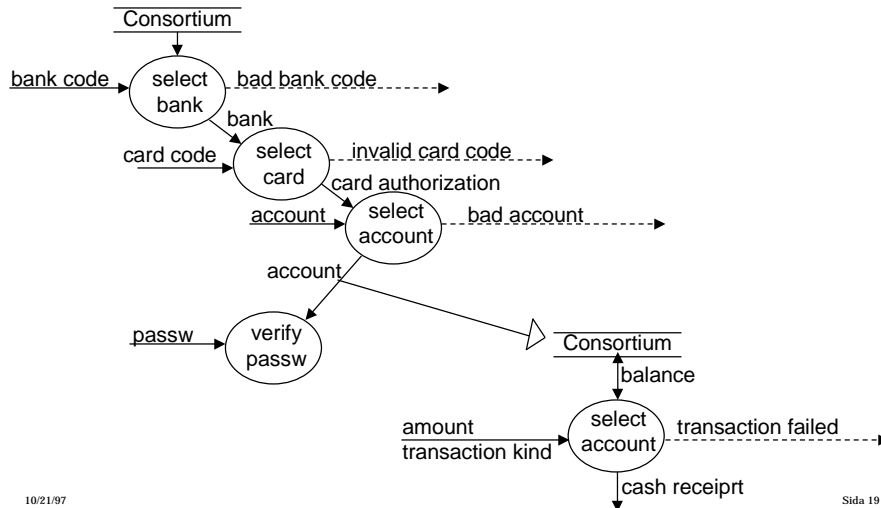 Consortium
bank code
select
bank
bad bank code
bank
card code
select
card
invalid card code
card authorization
account
select
account
bad account
account
passw
verify
passw
Consortium
balance
amount
transaction kind
select
account
transaction failed
cash receiprt
10/21/97
Sida 19